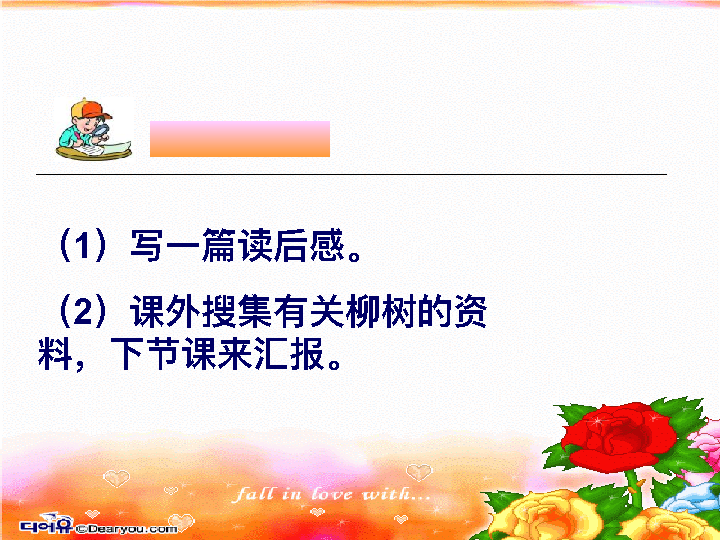 （1）写一篇读后感。
（2）课外搜集有关柳树的资
料，下节课来汇报。
fall in love with...
디어유 ©Dearyou.com